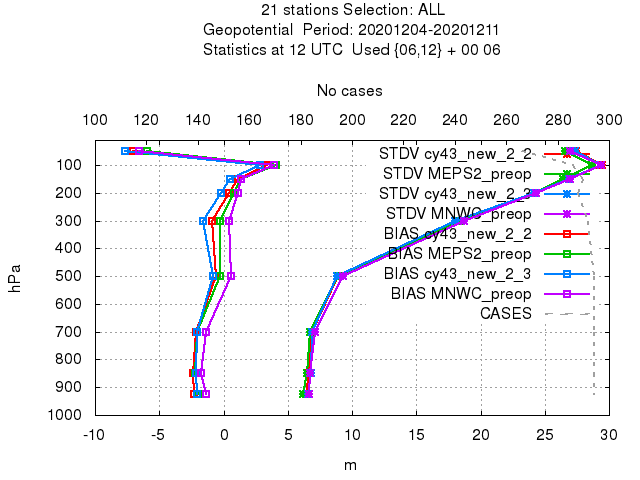 21 stations Selection: ALL
Geopotential  Period: 20201204-20201211
Statistics at 12 UTC  Used {06,12} + 00 06
No cases
100 120 140 160 180 200 220 240 260 280 300
STDV cy43_new_2_2
100
STDV MEPS2_preop
STDV cy43_new_2_3
200
STDV MNWC_preop
300
BIAS cy43_new_2_2
400
BIAS MEPS2_preop
500
BIAS cy43_new_2_3
600
BIAS MNWC_preop
CASES
700
800
900
1000
hPa
-10 -5 0 5 10 15 20 25 30
m